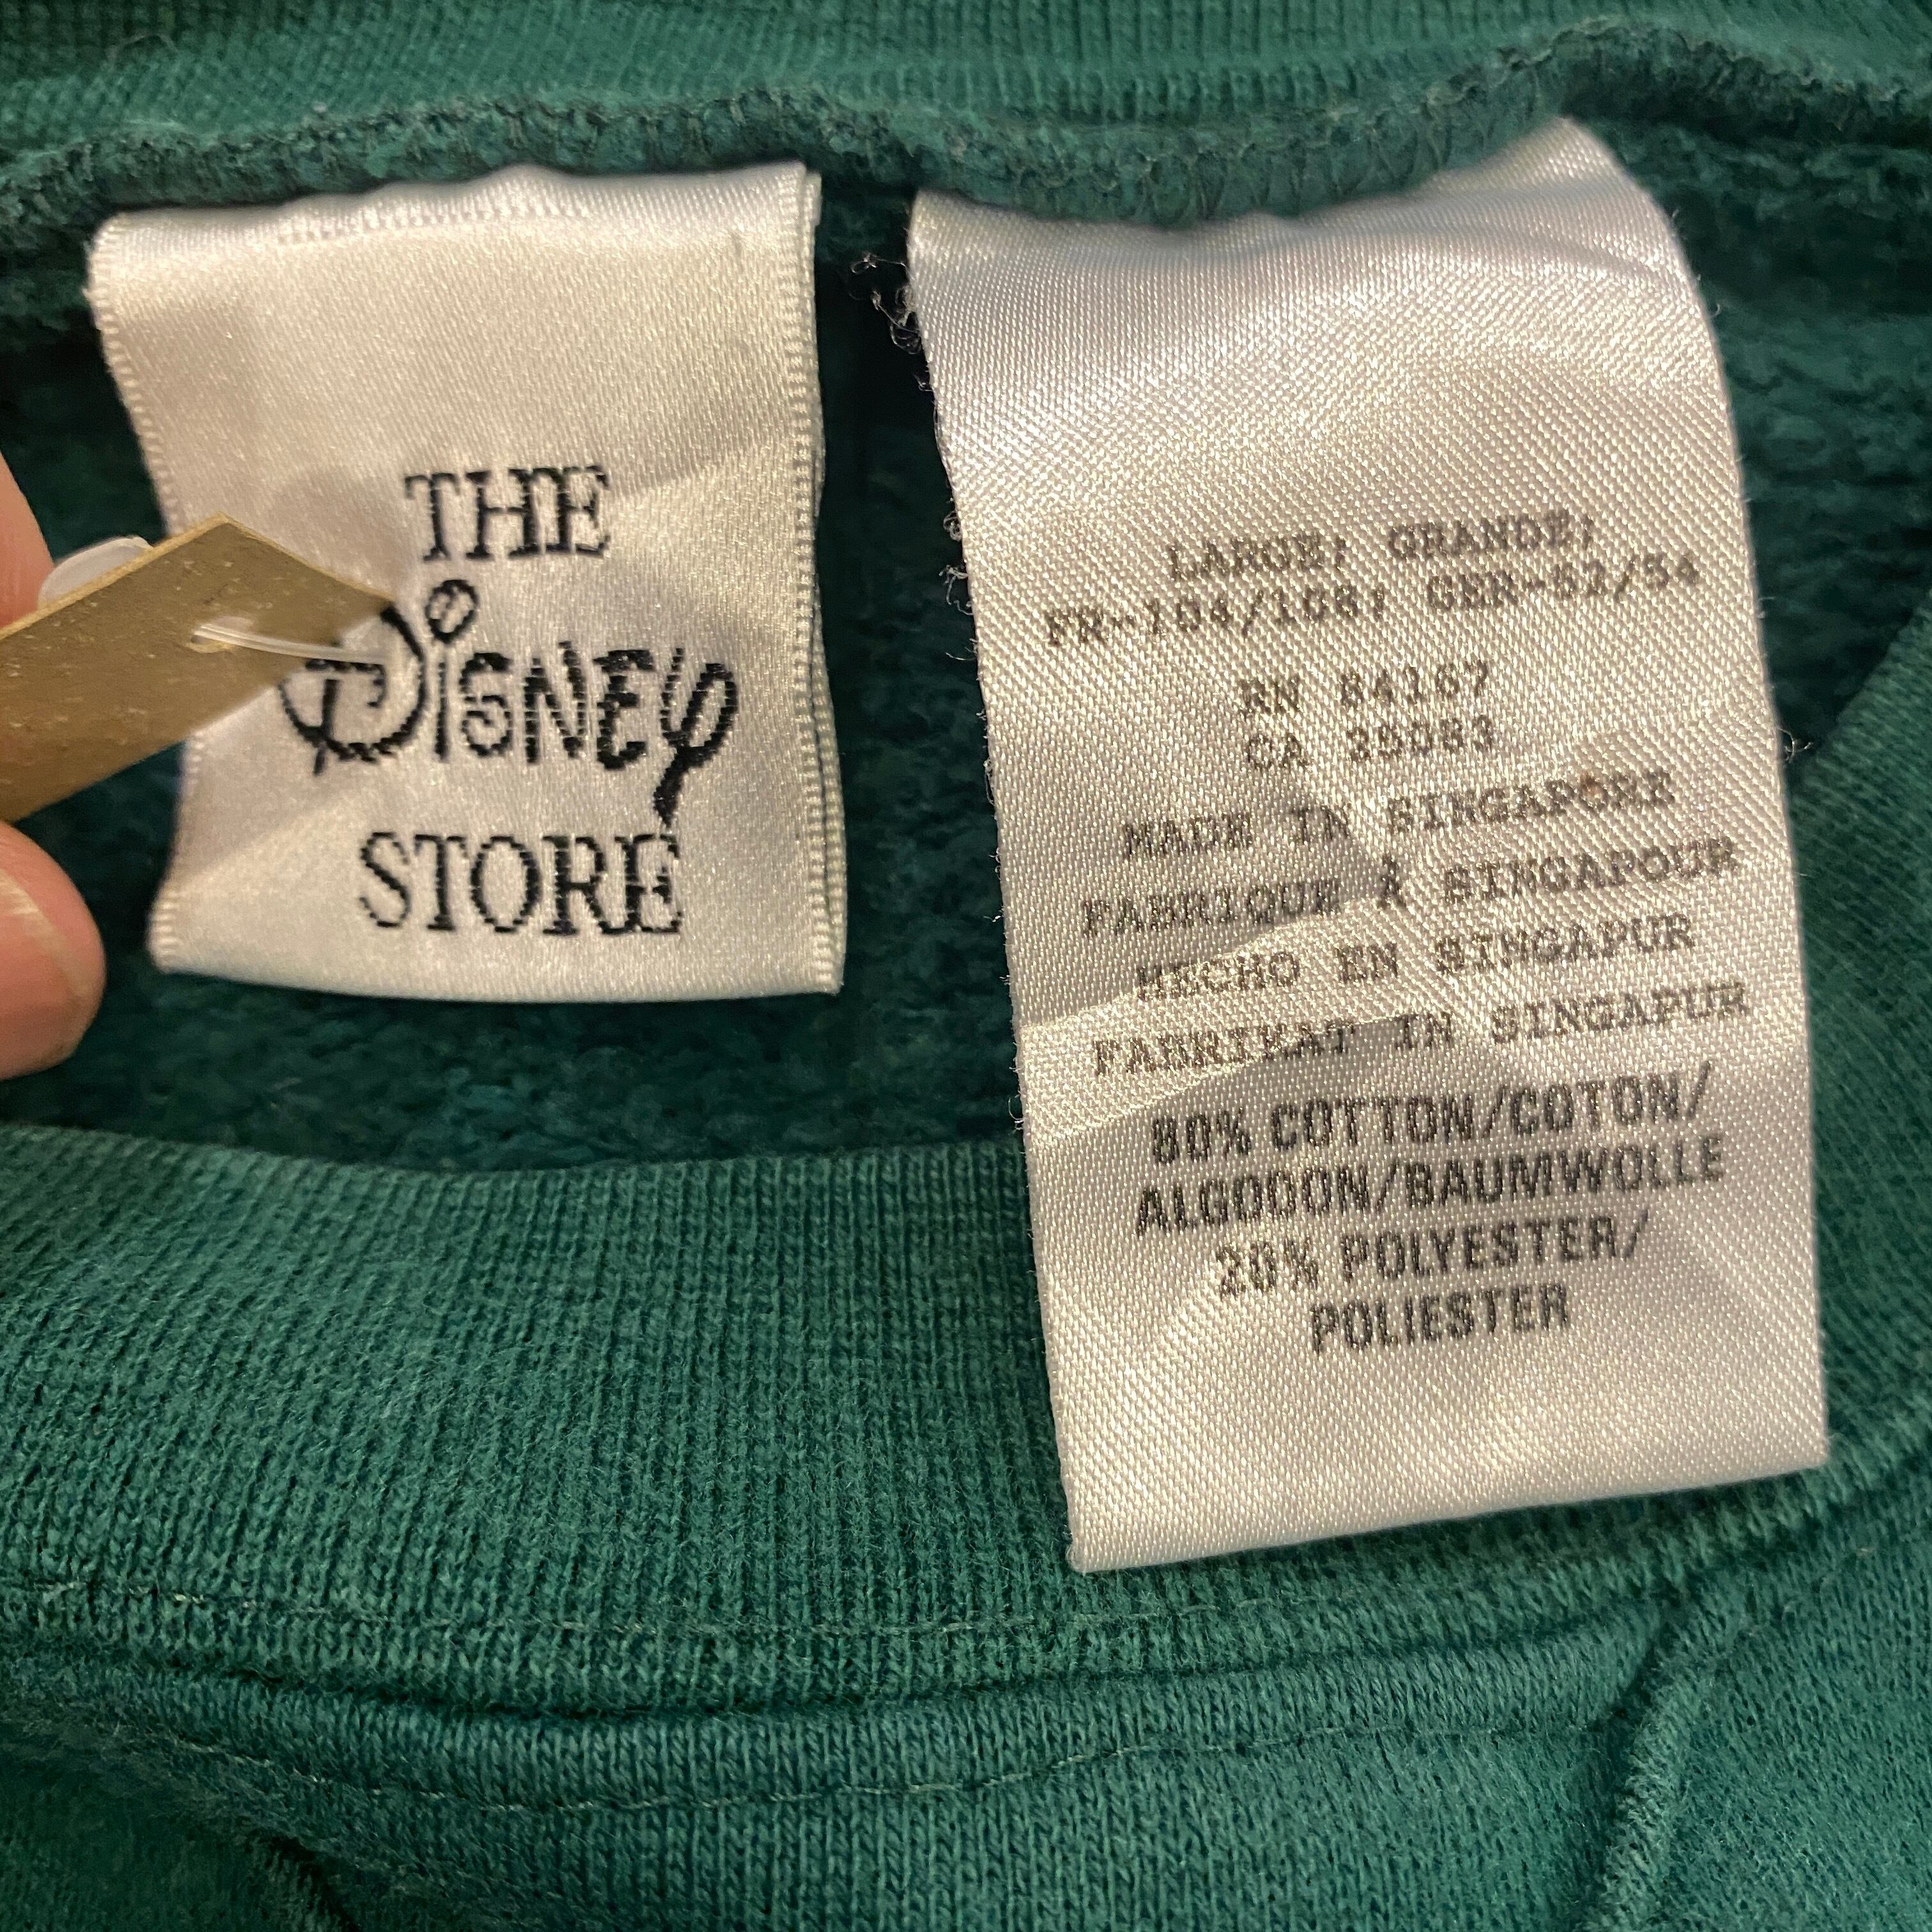 THE
DiSNEY
STORE
LARGE; GRANDE;
FR-104/108; GER-52/54
RN 84167
CA 35083
MADE IN SINGAPORE
FABRIQUE À SINGAPOUR
HECHO EN SINGAPUR
FABRIKAT IN SINGAPUR
80% COTTON/COTON/
ALGODON/BAUMWOLLE
20% POLYESTER/
POLIESTER